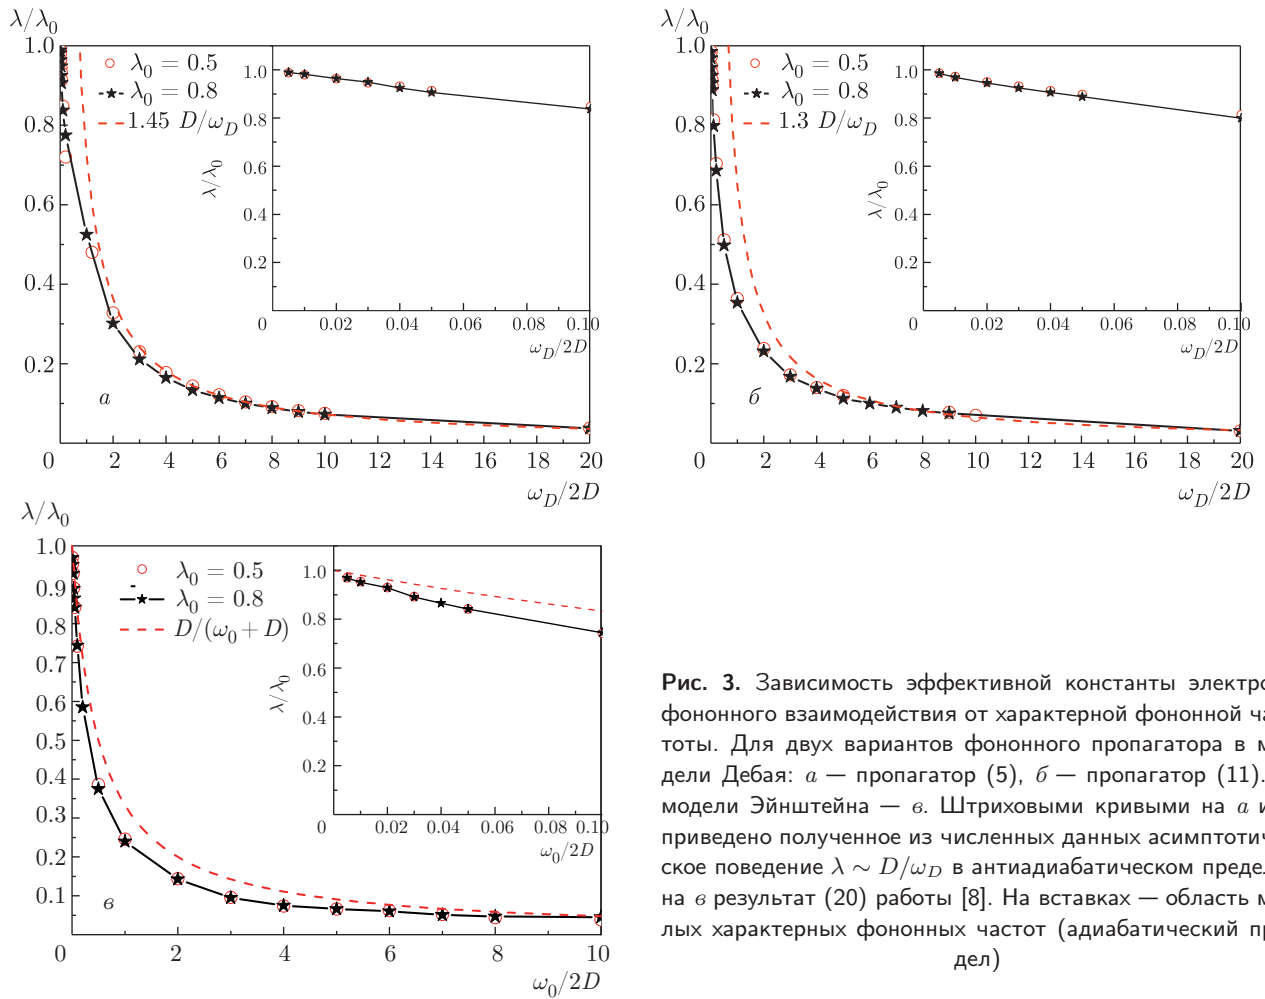 λ/λ₀
1.0
0.8
0.6
0.4
0.2
0
2
4
6
8
10
12
14
16
18
20
ω_D/2D
λ₀ = 0.5
λ₀ = 0.8
1.45 D/ω_D
а
λ/λ₀
1.0
0.8
0.6
0.4
0.2
0
0.02
0.04
0.06
0.08
0.10
ω_D/2D
λ/λ₀
1.0
0.8
0.6
0.4
0.2
0
2
4
6
8
10
12
14
16
18
20
ω_D/2D
λ₀ = 0.5
λ₀ = 0.8
1.3 D/ω_D
б
λ/λ₀
1.0
0.8
0.6
0.4
0.2
0
0.02
0.04
0.06
0.08
0.10
ω_D/2D
λ/λ₀
1.0
0.9
0.8
0.7
0.6
0.5
0.4
0.3
0.2
0.1
0
2
4
6
8
10
ω₀/2D
λ₀ = 0.5
λ₀ = 0.8
D/(ω₀ + D)
в
λ/λ₀
1.0
0.8
0.6
0.4
0.2
0
0.02
0.04
0.06
0.08
0.10
ω₀/2D
Рис. 3. Зависимость эффективной константы электро
фононного взаимодействия от характерной фононной ча
тоты. Для двух вариантов фононного пропагатора в м
дели Дебая: а — пропагатор (5), б — пропагатор (11).
модели Эйнштейна — в. Штриховыми кривыми на а и
приведено полученное из численных данных асимптотич
ское поведение λ ∼ D/ω_D в антиадиабатическом предел
на в результат (20) работы [8]. На вставках — область м
лых характерных фононных частот (адиабатический пр
дел)